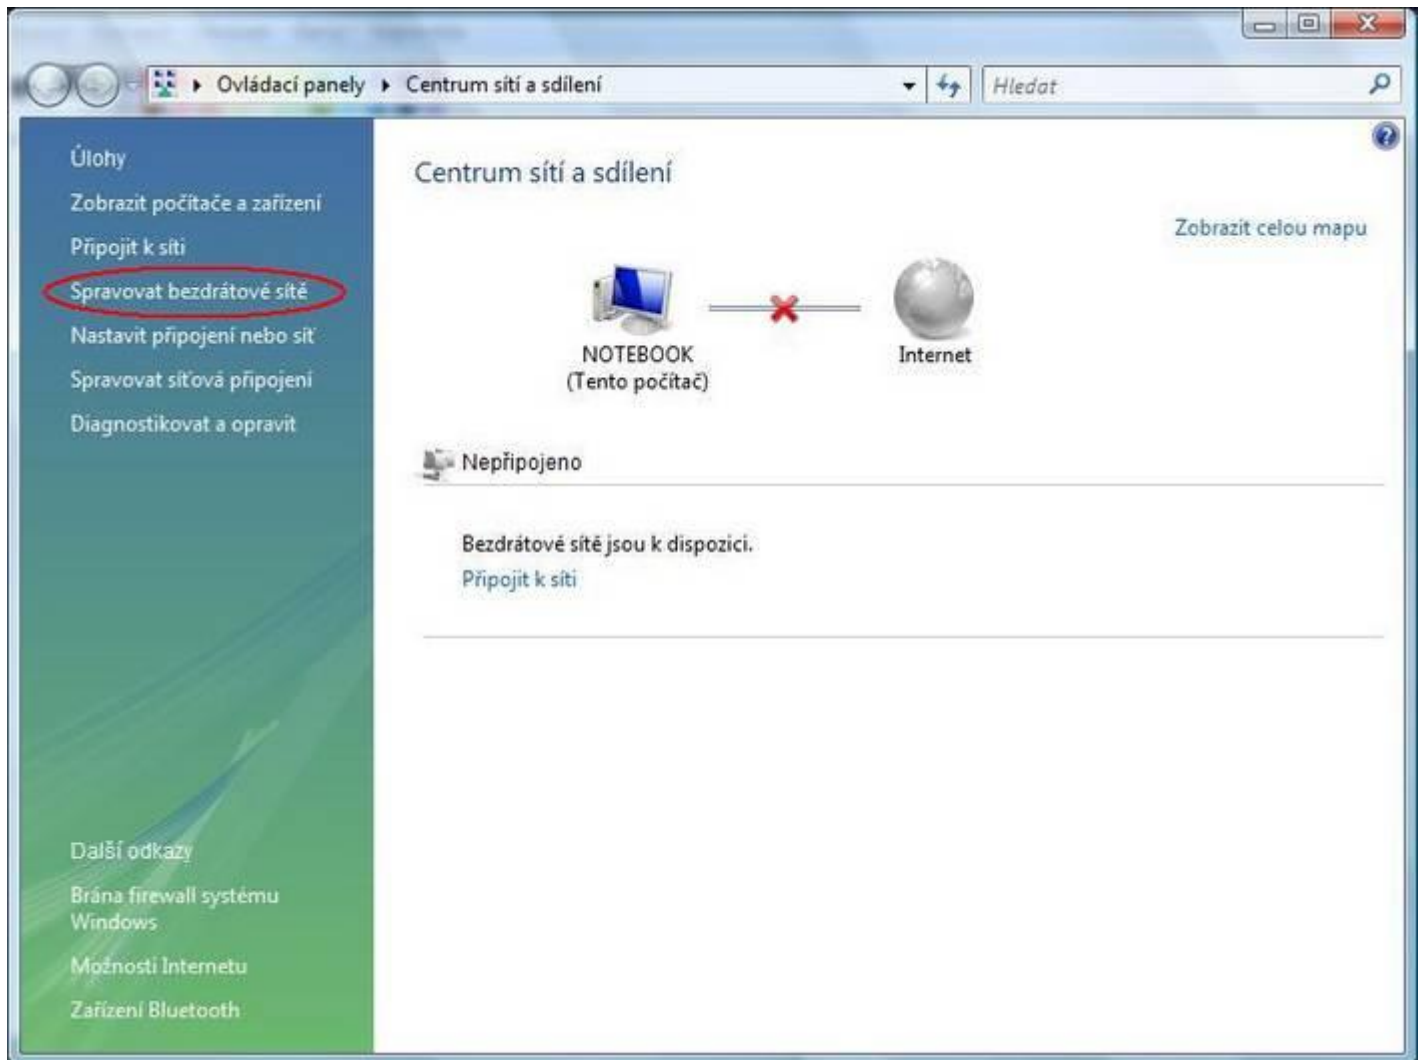 Ovládací panely ▸ Centrum sítí a sdílení
Hledat
Úlohy
Zobrazit počítače a zařízení
Připojit k síti
Spravovat bezdrátové sítě
Nastavit připojení nebo síť
Spravovat síťová připojení
Diagnostikovat a opravit
Další odkazy
Brána firewall systému
Windows
Možnosti Internetu
Zařízení Bluetooth
Centrum sítí a sdílení
Zobrazit celou mapu
NOTEBOOK
(Tento počítač)
Internet
Nepřipojeno
Bezdrátové sítě jsou k dispozici.
Připojit k síti